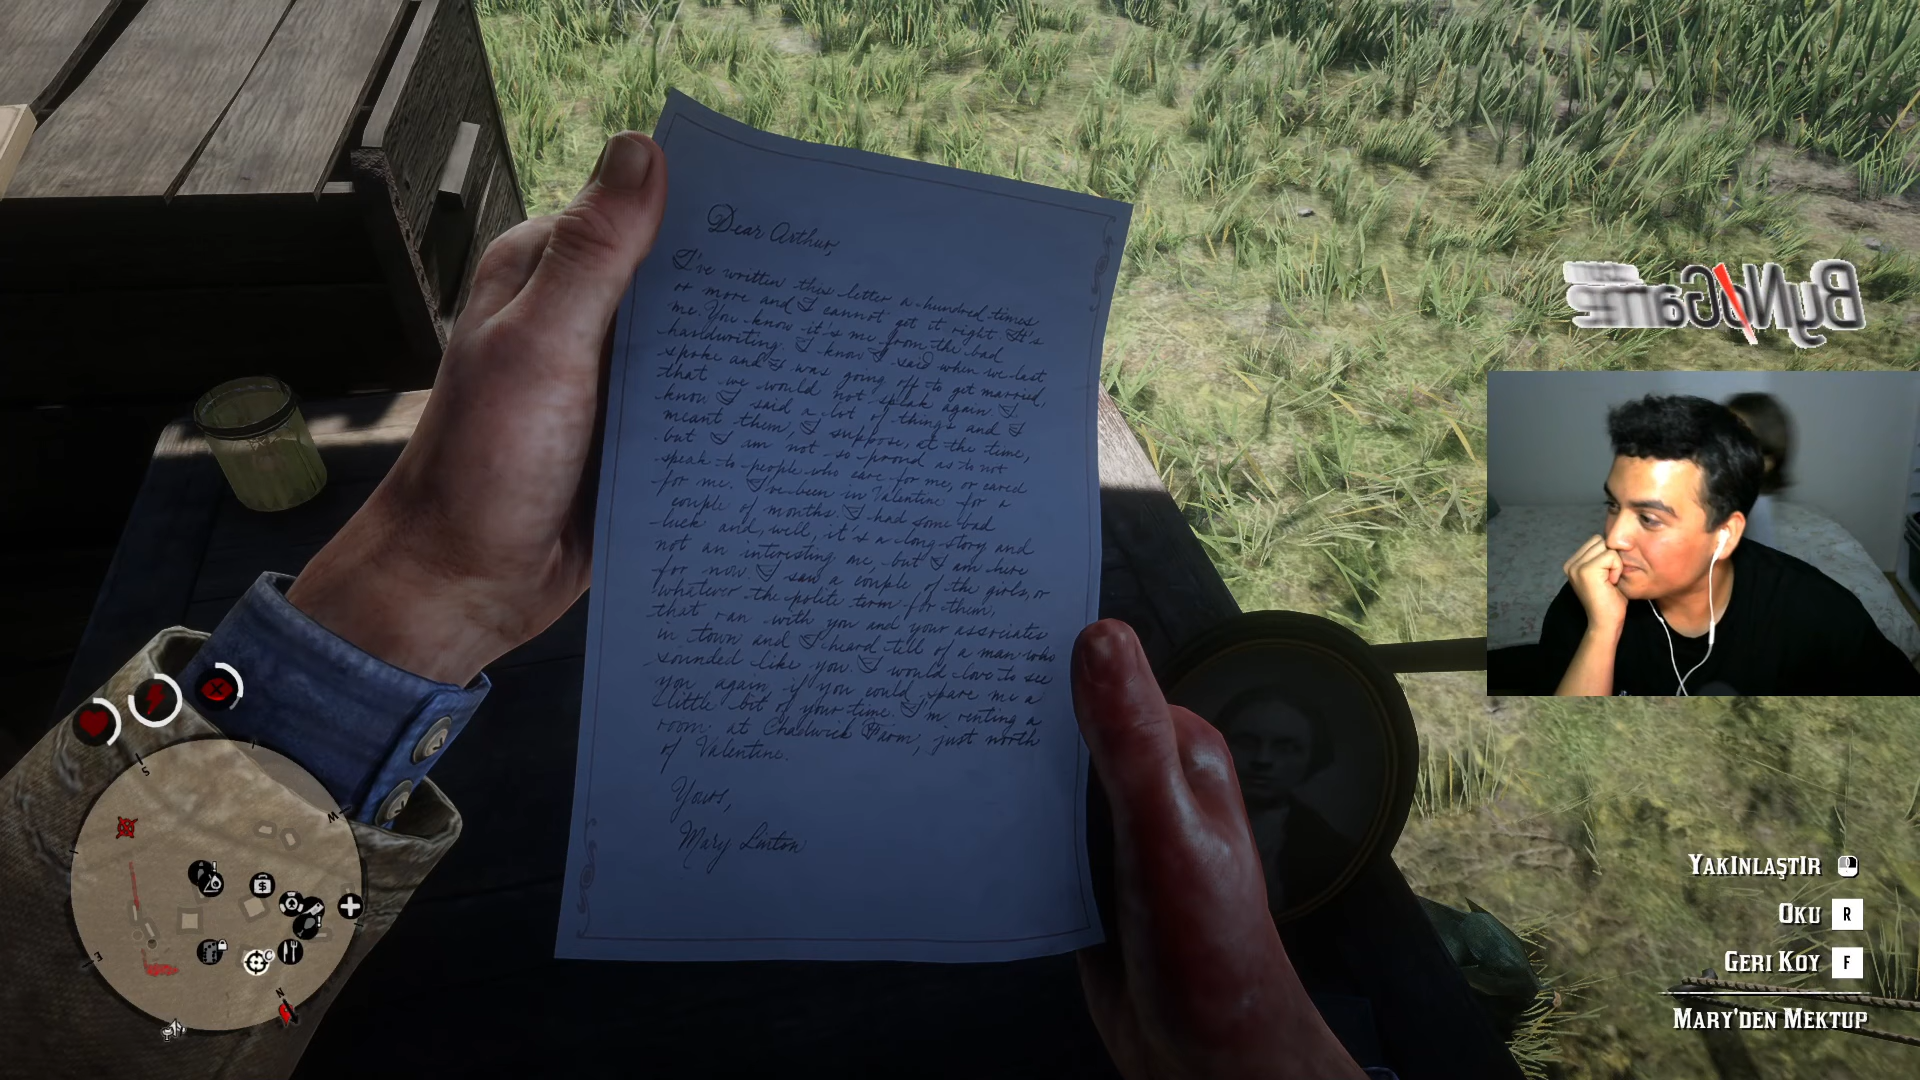 Dear Arthur,
I've written this letter a hundred times
or more and I cannot get it right. It's
me. You know it's me from the bad
handwriting. I know I said when we last
spoke and I was going off to get married,
that we would not speak again. I
know I said a lot of things and I
meant them, I suppose, at the time,
but I am not so proud as to not
speak to people who care for me, or cared
for me. I've been in Valentine for a
couple of months. I had some bad
luck and, well, it's a long story and
not an interesting me, but I am here
for now. I saw a couple of the girls, or
whatever the polite term for them,
that ran with you and your associates
in town and I heard tell of a man who
sounded like you. I would love to see
you again, if you could spare me a
little bit of your time. I'm renting a
room at Chadwick Farm, just north
of Valentine.
Yours,
Mary Linton
ByNoGame
.com
S
W
E
N
YAKINLAŞTIR
OKU R
GERI KOY F
MARY'DEN MEKTUP